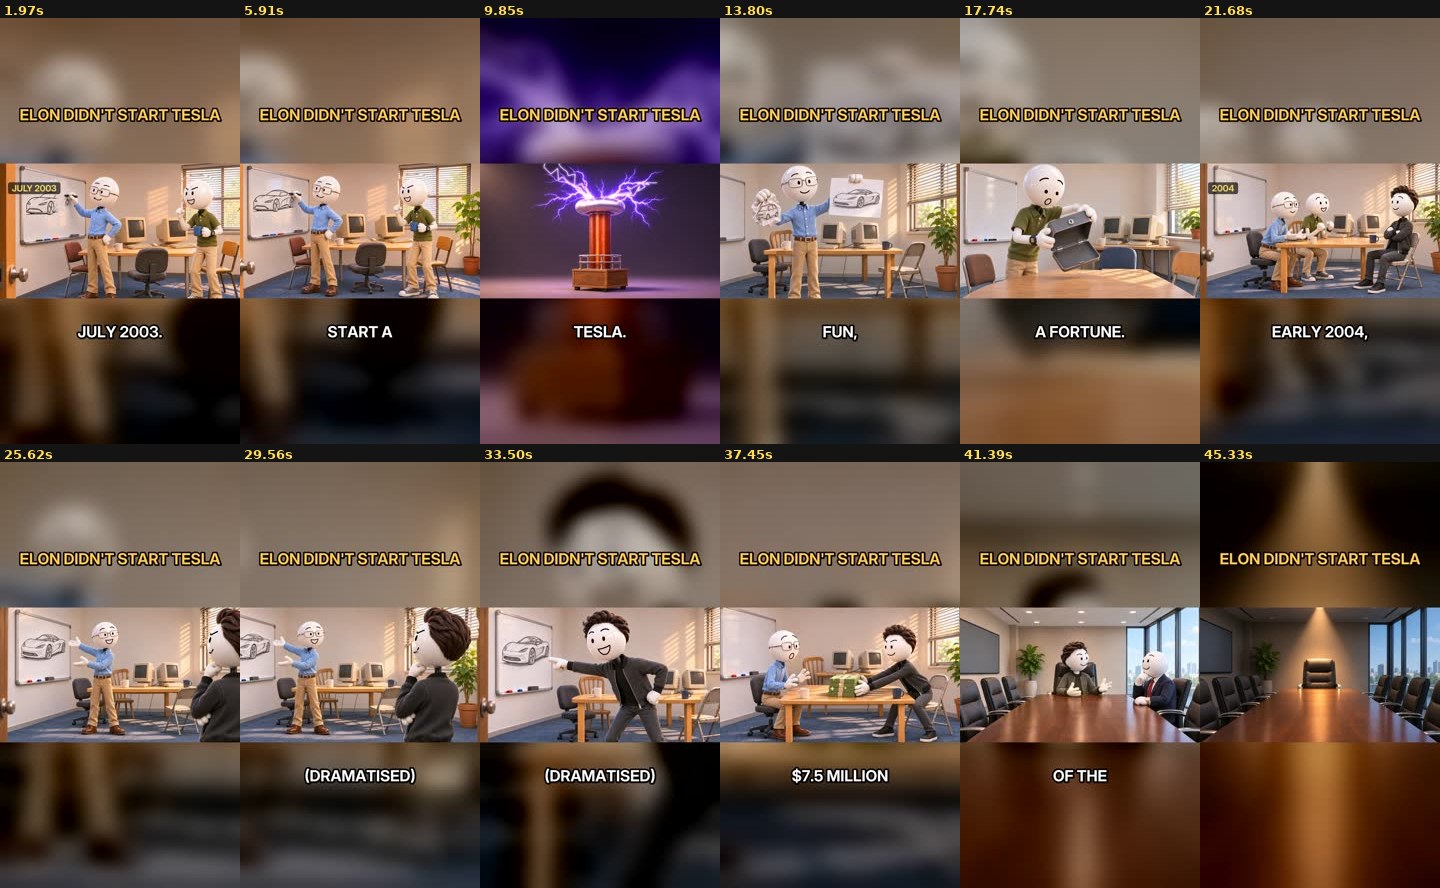 1.97s
5.91s
9.85s
13.80s
17.74s
21.68s
ELON DIDN'T START TESLA
ELON DIDN'T START TESLA
ELON DIDN'T START TESLA
ELON DIDN'T START TESLA
ELON DIDN'T START TESLA
ELON DIDN'T START TESLA
JULY 2003
2004
JULY 2003.
START A
TESLA.
FUN,
A FORTUNE.
EARLY 2004,
25.62s
29.56s
33.50s
37.45s
41.39s
45.33s
ELON DIDN'T START TESLA
ELON DIDN'T START TESLA
ELON DIDN'T START TESLA
ELON DIDN'T START TESLA
ELON DIDN'T START TESLA
ELON DIDN'T START TESLA
(DRAMATISED)
(DRAMATISED)
$7.5 MILLION
OF THE